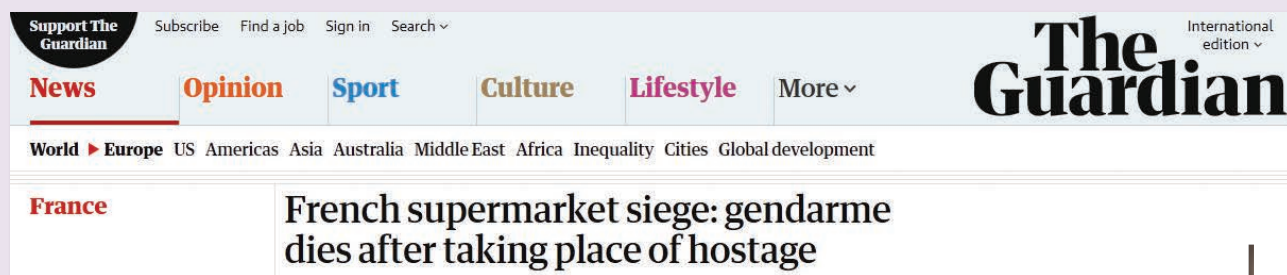 Support The
Guardian
Subscribe Find a job Sign in Search
The
Guardian
International
edition
News Opinion Sport Culture Lifestyle More
World Europe US Americas Asia Australia Middle East Africa Inequality Cities Global development
France
French supermarket siege: gendarme
dies after taking place of hostage